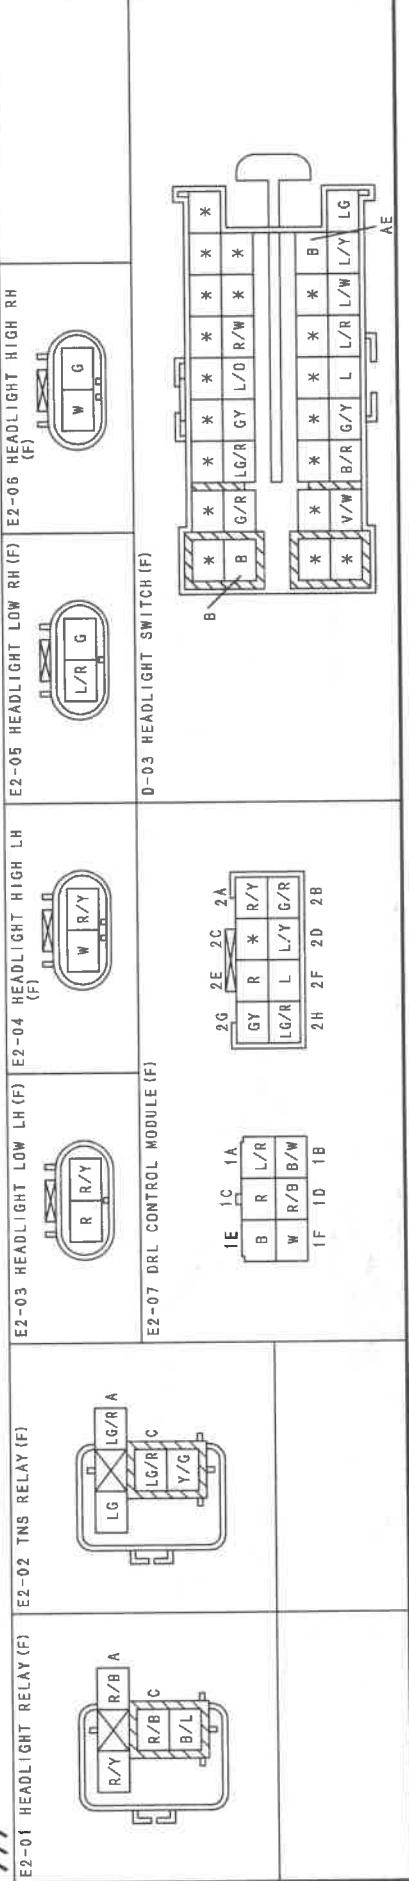 E2-01 HEADLIGHT RELAY(F)
R/Y R/B A
R/B C
B/L
E2-02 TNS RELAY(F)
LG LG/R A
LG/R C
Y/G
E2-03 HEADLIGHT LOW LH(F)
R R/Y
E2-04 HEADLIGHT HIGH LH
(F)
W R/Y
E2-05 HEADLIGHT LOW RH(F)
L/R G
E2-06 HEADLIGHT HIGH RH
(F)
W G
E2-07 DRL CONTROL MODULE(F)
1E 1C 1A
B R L/R
W R/B B/W
1F 1D 1B
2G 2E 2C 2A
GY R * R/Y
LG/R L L/Y G/R
2H 2F 2D 2B
D-03 HEADLIGHT SWITCH(F)
* * * * * * * * *
B G/R LG/R GY L/O R/W * *
B
* * * * * * * B
* V/W B/R G/Y L L/R L/W L/Y LG
AE